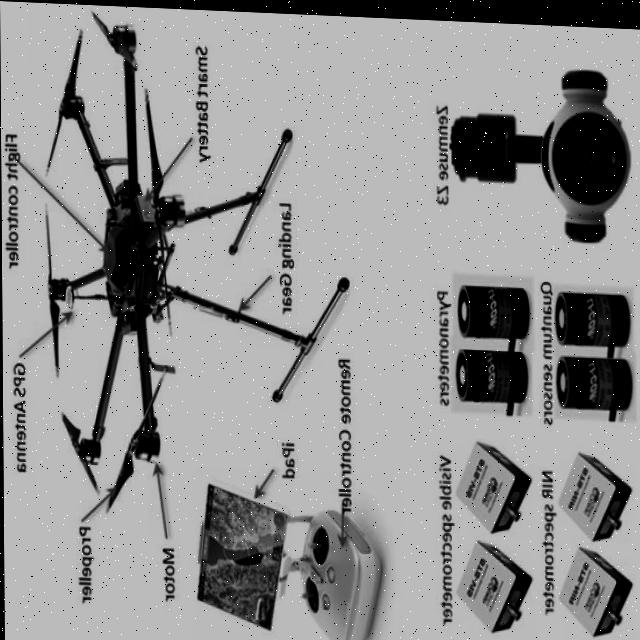 Flight controller
GPS Antenna
Propeller
Motor
Smart Battery
Landing Gear
iPad
Remote Controller
Zenmuse Z3
Pyranometers
Visible spectrometer
Quantum sensors
NIR spectrometer